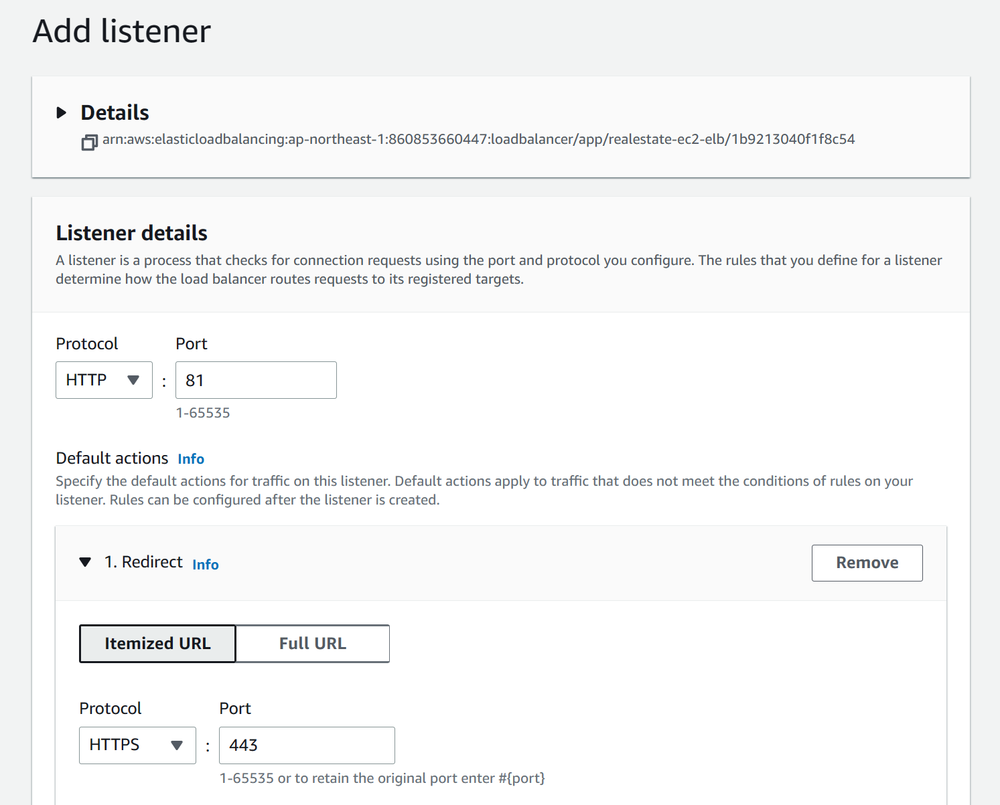 Add listener
Details
arn:aws:elasticloadbalancing:ap-northeast-1:860853660447:loadbalancer/app/realestate-ec2-elb/1b9213040f1f8c54
Listener details
A listener is a process that checks for connection requests using the port and protocol you configure. The rules that you define for a listener
determine how the load balancer routes requests to its registered targets.
Protocol Port
HTTP : 81
1-65535
Default actions Info
Specify the default actions for traffic on this listener. Default actions apply to traffic that does not meet the conditions of rules on your
listener. Rules can be configured after the listener is created.
1. Redirect Info Remove
Itemized URL Full URL
Protocol Port
HTTPS : 443
1-65535 or to retain the original port enter #{port}